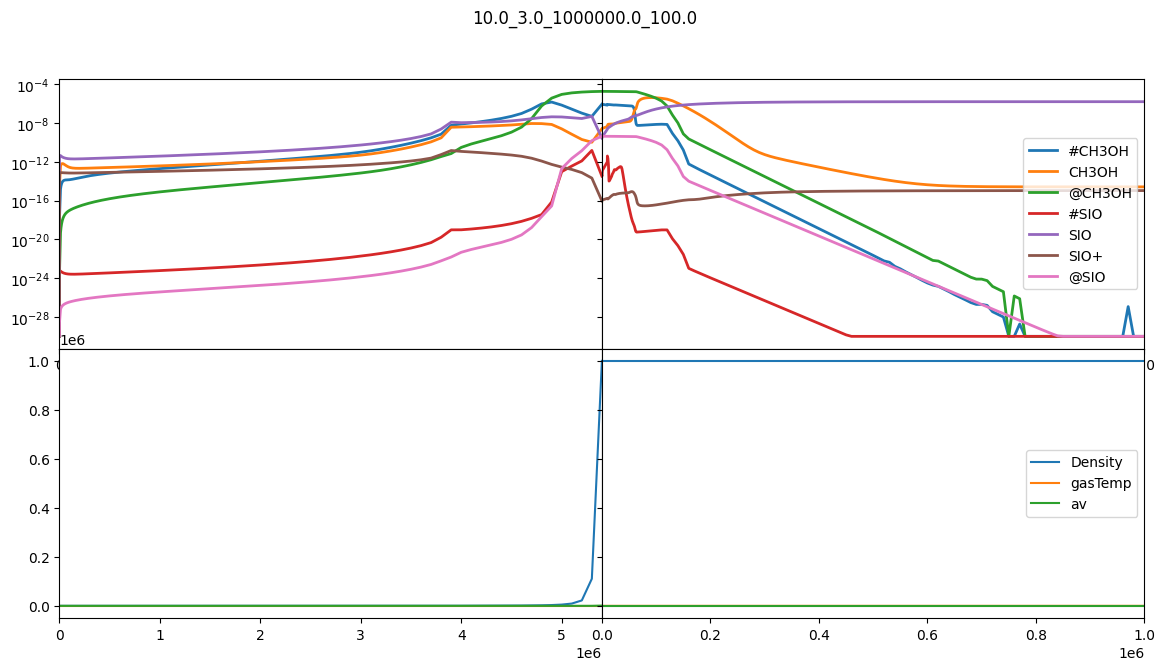 10.0_3.0_1000000.0_100.0
10⁻⁴
10⁻⁸
10⁻¹²
10⁻¹⁶
10⁻²⁰
10⁻²⁴
10⁻²⁸
#CH3OH
CH3OH
@CH3OH
#SIO
SIO
SIO+
@SIO
1e6
0
0
1.0
0.8
0.6
0.4
0.2
0.0
Density
gasTemp
av
0 1 2 3 4 5 0.0 0.2 0.4 0.6 0.8 1.0
1e6 1e6